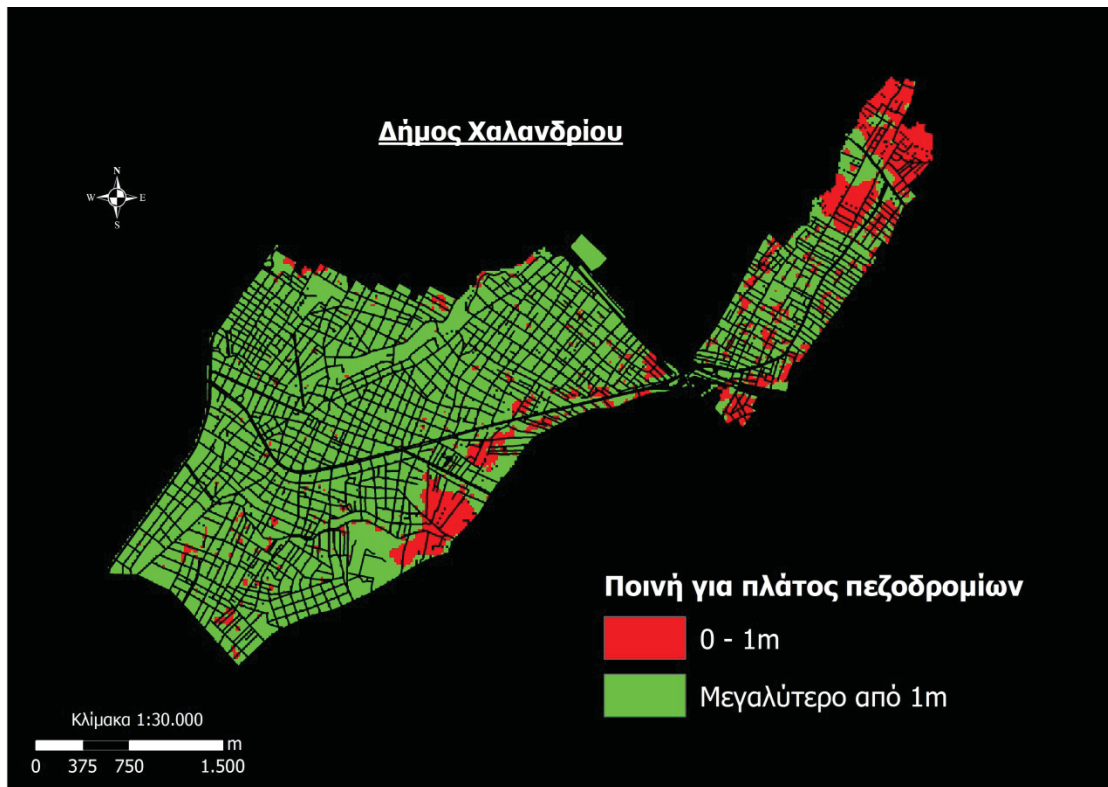 Δήμος Χαλανδρίου
N
W E
S
Ποινή για πλάτος πεζοδρομίων
0 - 1m
Μεγαλύτερο από 1m
Κλίμακα 1:30.000
m
0 375 750 1.500